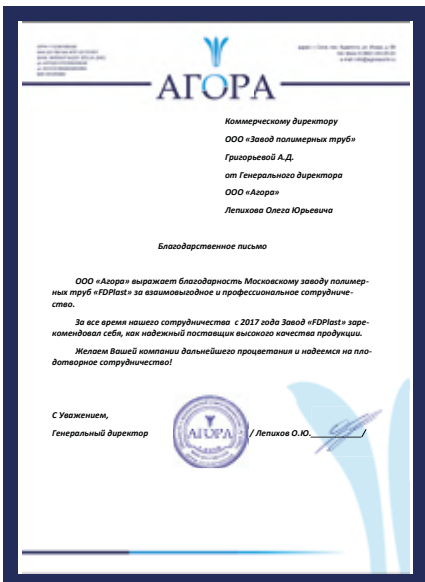 АГОРА
Коммерческому директору
ООО «Завод полимерных труб»
Григорьевой А.Д.
от Генерального директора
ООО «Агора»
Лепихова Олега Юрьевича
Благодарственное письмо
ООО «Агора» выражает благодарность Московскому заводу полимер-
ных труб «FDPlast» за взаимовыгодное и профессиональное сотрудниче-
ство.
За все время нашего сотрудничества с 2017 года Завод «FDPlast» заре-
комендовал себя, как надежный поставщик высокого качества продукции.
Желаем Вашей компании дальнейшего процветания и надеемся на пло-
дотворное сотрудничество!
С Уважением,
Генеральный директор
АГОРА
/ Лепихов О.Ю.____________/